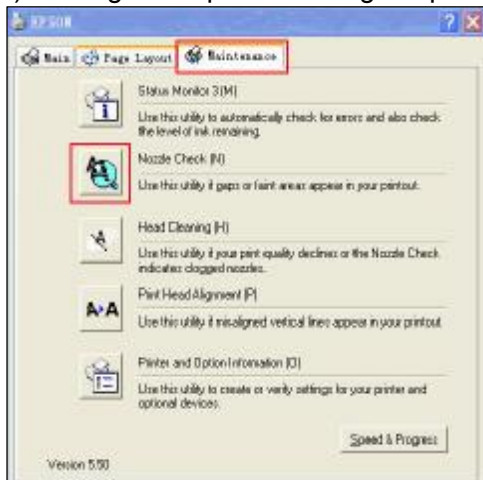 EPSON
Main Page Layout Maintenance
Status Monitor 3(M)
Use this utility to automatically check for errors and also check
the level of ink remaining.
Nozzle Check (N)
Use this utility if gaps or faint areas appear in your printout.
Head Cleaning (H)
Use this utility if your print quality declines or the Nozzle Check
indicates clogged nozzles.
Print Head Alignment (P)
Use this utility if misaligned vertical lines appear in your printout
Printer and Option Information (O)
Use this utility to create or verify settings for your printer and
optional devices.
Speed & Progress
Version 5.50